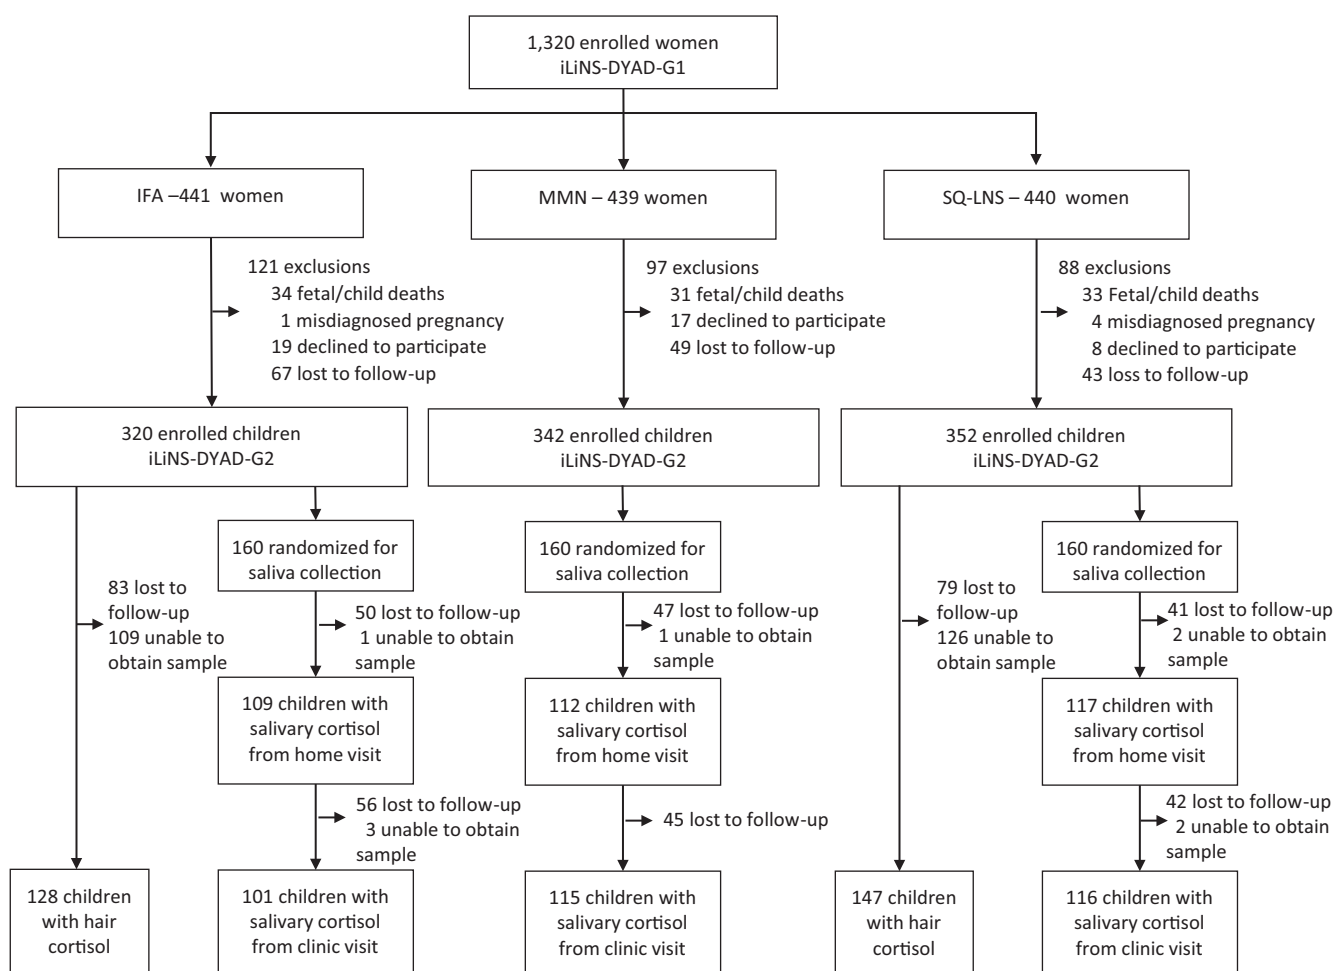 1,320 enrolled women
iLiNS-DYAD-G1
IFA –441 women
MMN – 439 women
SQ-LNS – 440 women
121 exclusions
34 fetal/child deaths
1 misdiagnosed pregnancy
19 declined to participate
67 lost to follow-up
97 exclusions
31 fetal/child deaths
17 declined to participate
49 lost to follow-up
88 exclusions
33 Fetal/child deaths
4 misdiagnosed pregnancy
8 declined to participate
43 loss to follow-up
320 enrolled children
iLiNS-DYAD-G2
342 enrolled children
iLiNS-DYAD-G2
352 enrolled children
iLiNS-DYAD-G2
160 randomized for
saliva collection
160 randomized for
saliva collection
160 randomized for
saliva collection
83 lost to
follow-up
109 unable to
obtain sample
50 lost to follow-up
1 unable to obtain
sample
47 lost to follow-up
1 unable to obtain
sample
79 lost to
follow-up
126 unable to
obtain sample
41 lost to follow-up
2 unable to obtain
sample
109 children with
salivary cortisol
from home visit
112 children with
salivary cortisol
from home visit
117 children with
salivary cortisol
from home visit
56 lost to follow-up
3 unable to obtain
sample
45 lost to follow-up
42 lost to follow-up
2 unable to obtain
sample
128 children
with hair
cortisol
101 children with
salivary cortisol
from clinic visit
115 children with
salivary cortisol
from clinic visit
147 children
with hair
cortisol
116 children with
salivary cortisol
from clinic visit